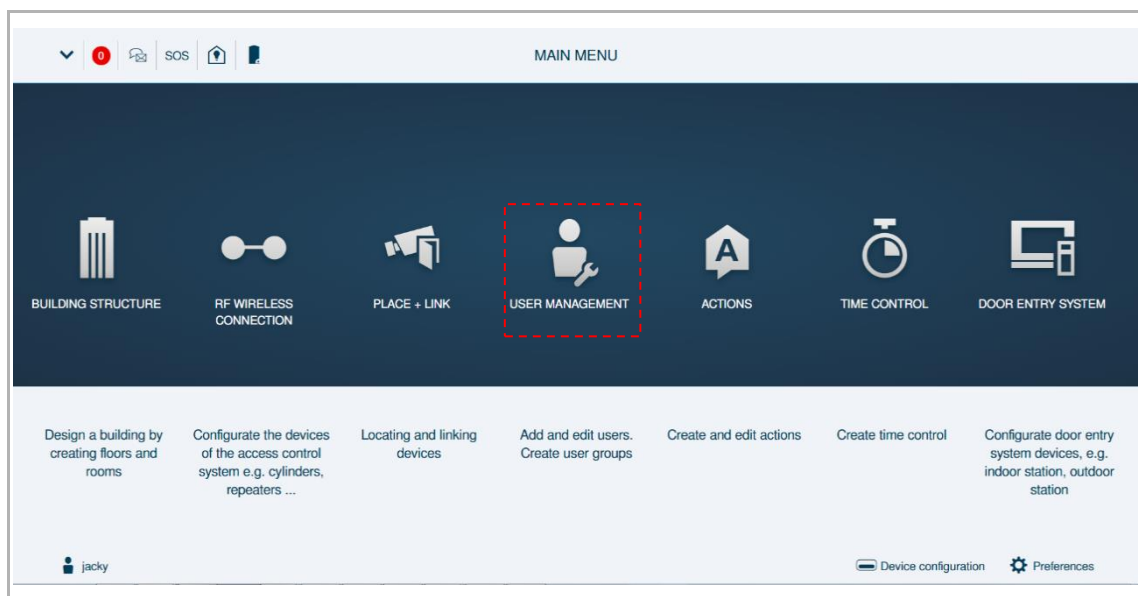 0
SOS
MAIN MENU
BUILDING STRUCTURE
RF WIRELESS
CONNECTION
PLACE + LINK
USER MANAGEMENT
A
ACTIONS
TIME CONTROL
DOOR ENTRY SYSTEM
Design a building by
creating floors and
rooms
Configurate the devices
of the access control
system e.g. cylinders,
repeaters ...
Locating and linking
devices
Add and edit users.
Create user groups
Create and edit actions
Create time control
Configurate door entry
system devices, e.g.
indoor station, outdoor
station
jacky
Device configuration
Preferences